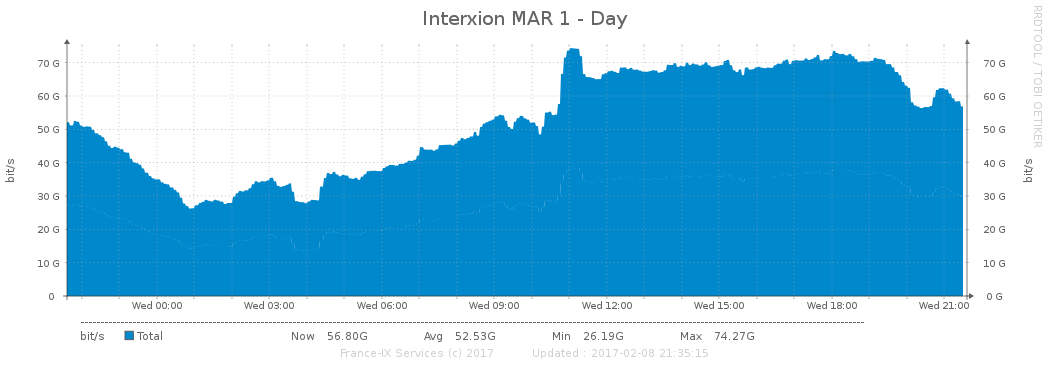 Interxion MAR 1 - Day
RRDTOOL / TOBI OETIKER
bit/s
bit/s
70 G 70 G
60 G 60 G
50 G 50 G
40 G 40 G
30 G 30 G
20 G 20 G
10 G 10 G
0 0 G
Wed 00:00 Wed 03:00 Wed 06:00 Wed 09:00 Wed 12:00 Wed 15:00 Wed 18:00 Wed 21:00
bit/s Total Now 56.80G Avg 52.53G Min 26.19G Max 74.27G
France-IX Services (c) 2017 Updated : 2017-02-08 21:35:15